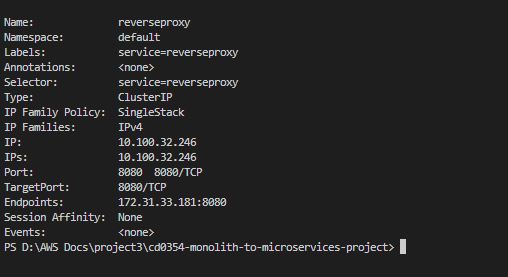 Name:              reverseproxy
Namespace:         default
Labels:            service=reverseproxy
Annotations:       <none>
Selector:          service=reverseproxy
Type:              ClusterIP
IP Family Policy:  SingleStack
IP Families:       IPv4
IP:                10.100.32.246
IPs:               10.100.32.246
Port:              8080  8080/TCP
TargetPort:        8080/TCP
Endpoints:         172.31.33.181:8080
Session Affinity:  None
Events:            <none>
PS D:\AWS Docs\project3\cd0354-monolith-to-microservices-project>